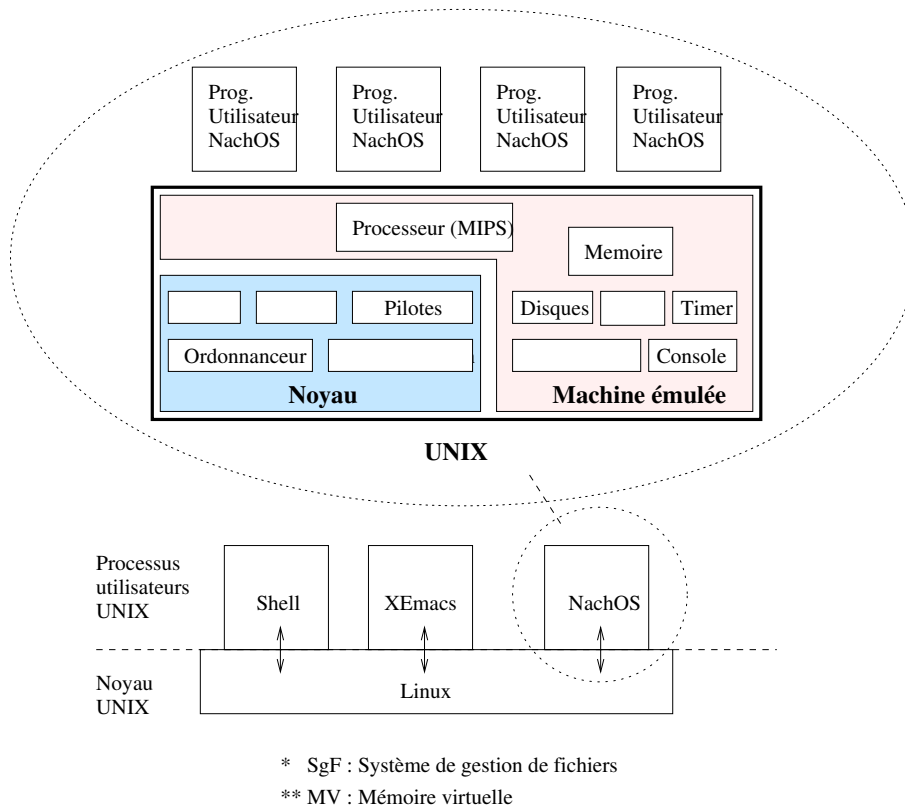 Prog.
Utilisateur
NachOS
Prog.
Utilisateur
NachOS
Prog.
Utilisateur
NachOS
Prog.
Utilisateur
NachOS
Processeur (MIPS)
Memoire
Pilotes
Disques
Timer
Ordonnanceur
Console
Noyau
Machine émulée
UNIX
Processus
utilisateurs
UNIX
Shell
XEmacs
NachOS
Noyau
UNIX
Linux
* SgF : Système de gestion de fichiers
** MV : Mémoire virtuelle